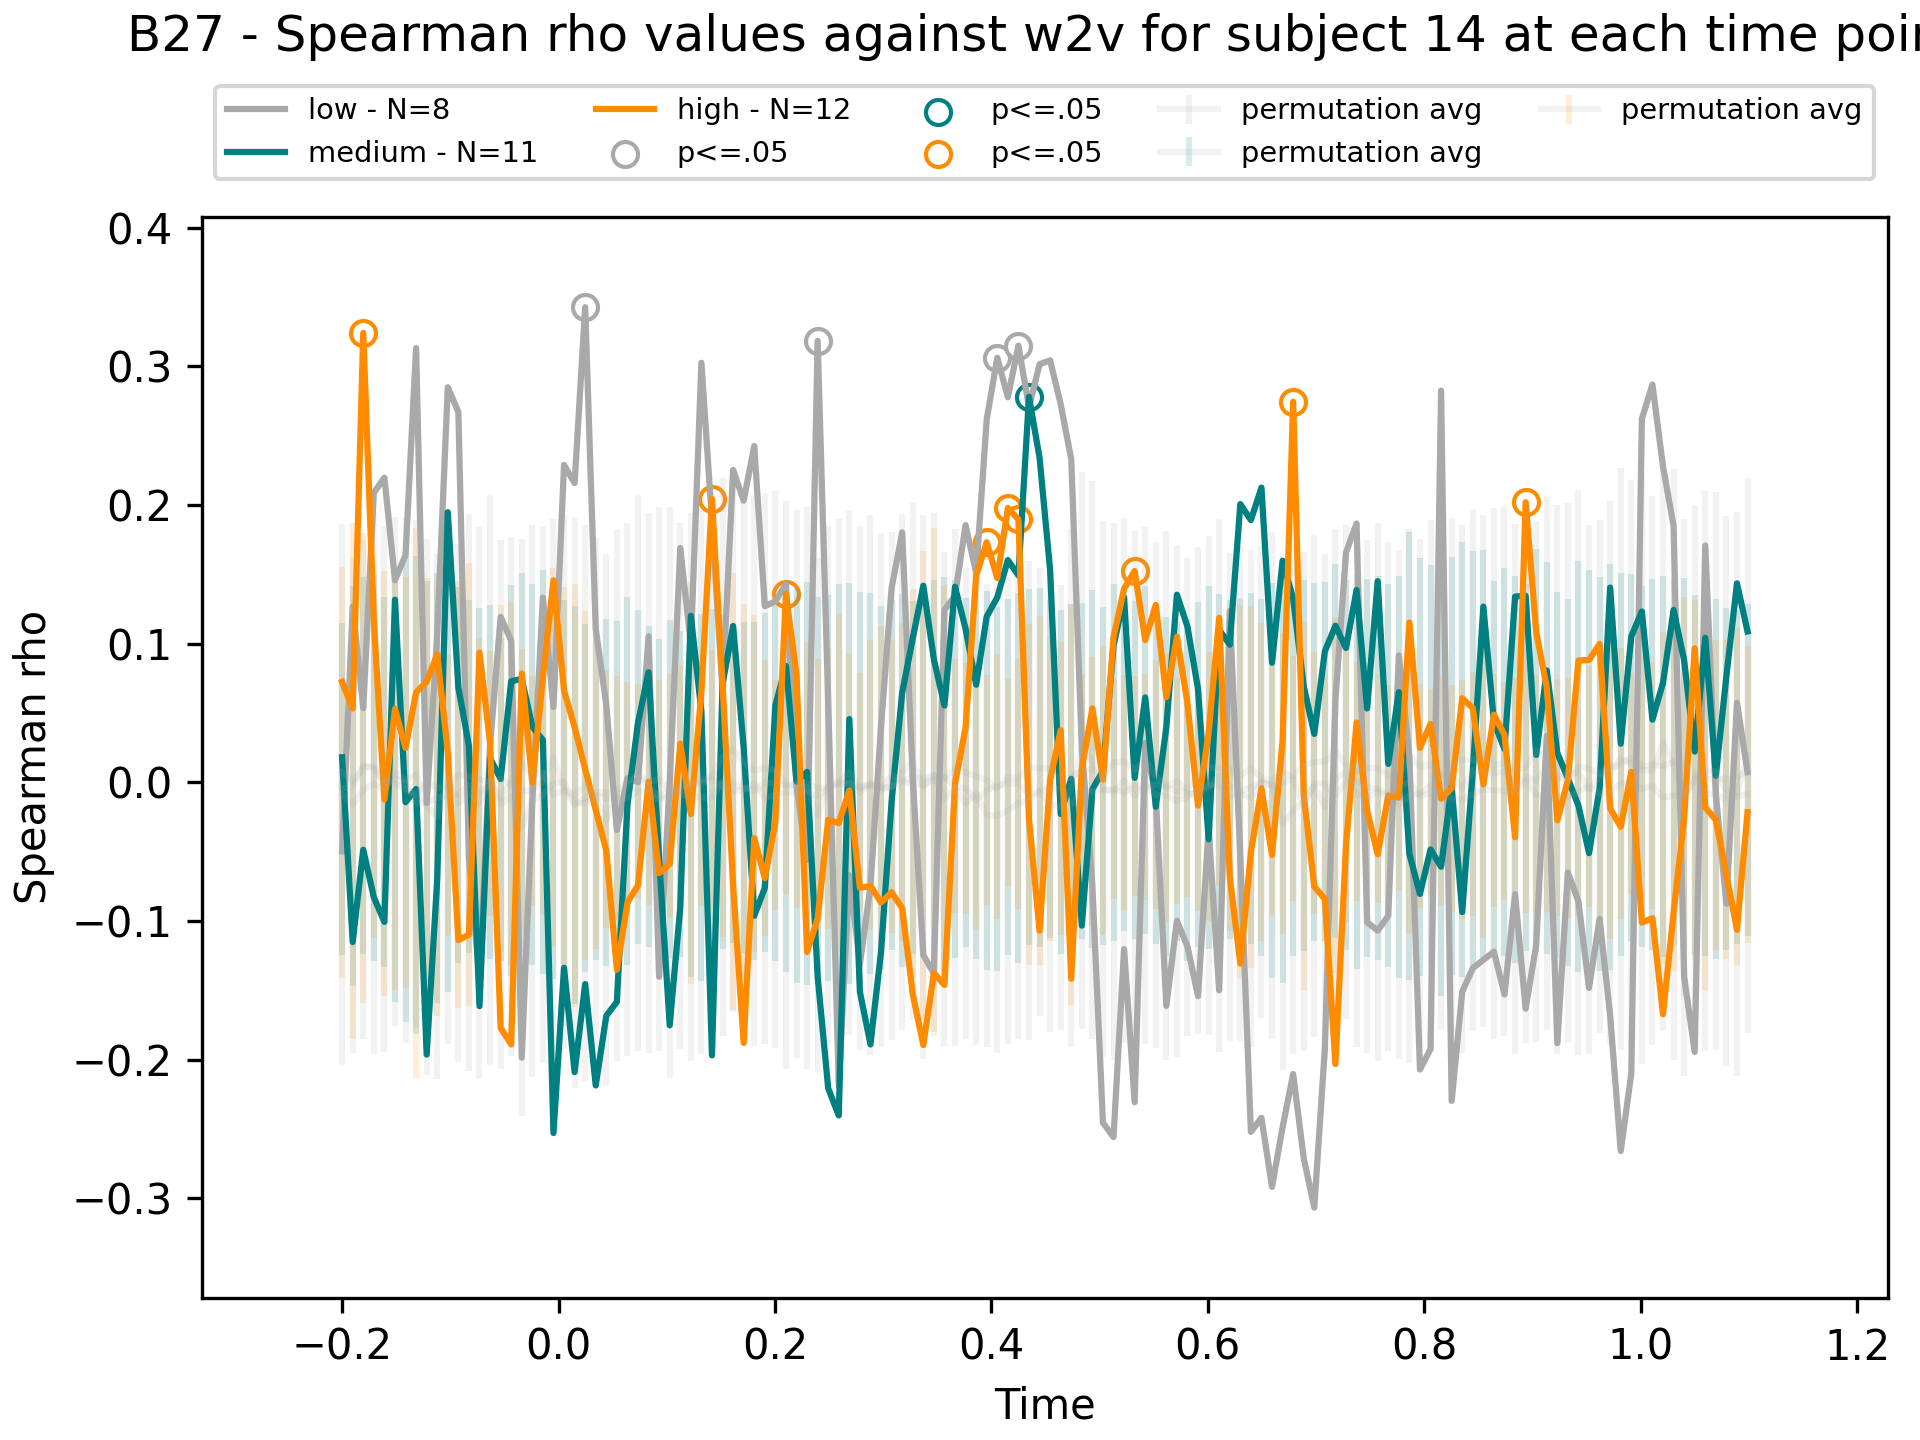 B27 - Spearman rho values against w2v for subject 14 at each time poi
low - N=8
medium - N=11
high - N=12
p<=.05
p<=.05
p<=.05
permutation avg
permutation avg
permutation avg
Spearman rho
0.4
0.3
0.2
0.1
0.0
−0.1
−0.2
−0.3
−0.2
0.0
0.2
0.4
0.6
0.8
1.0
1.2
Time